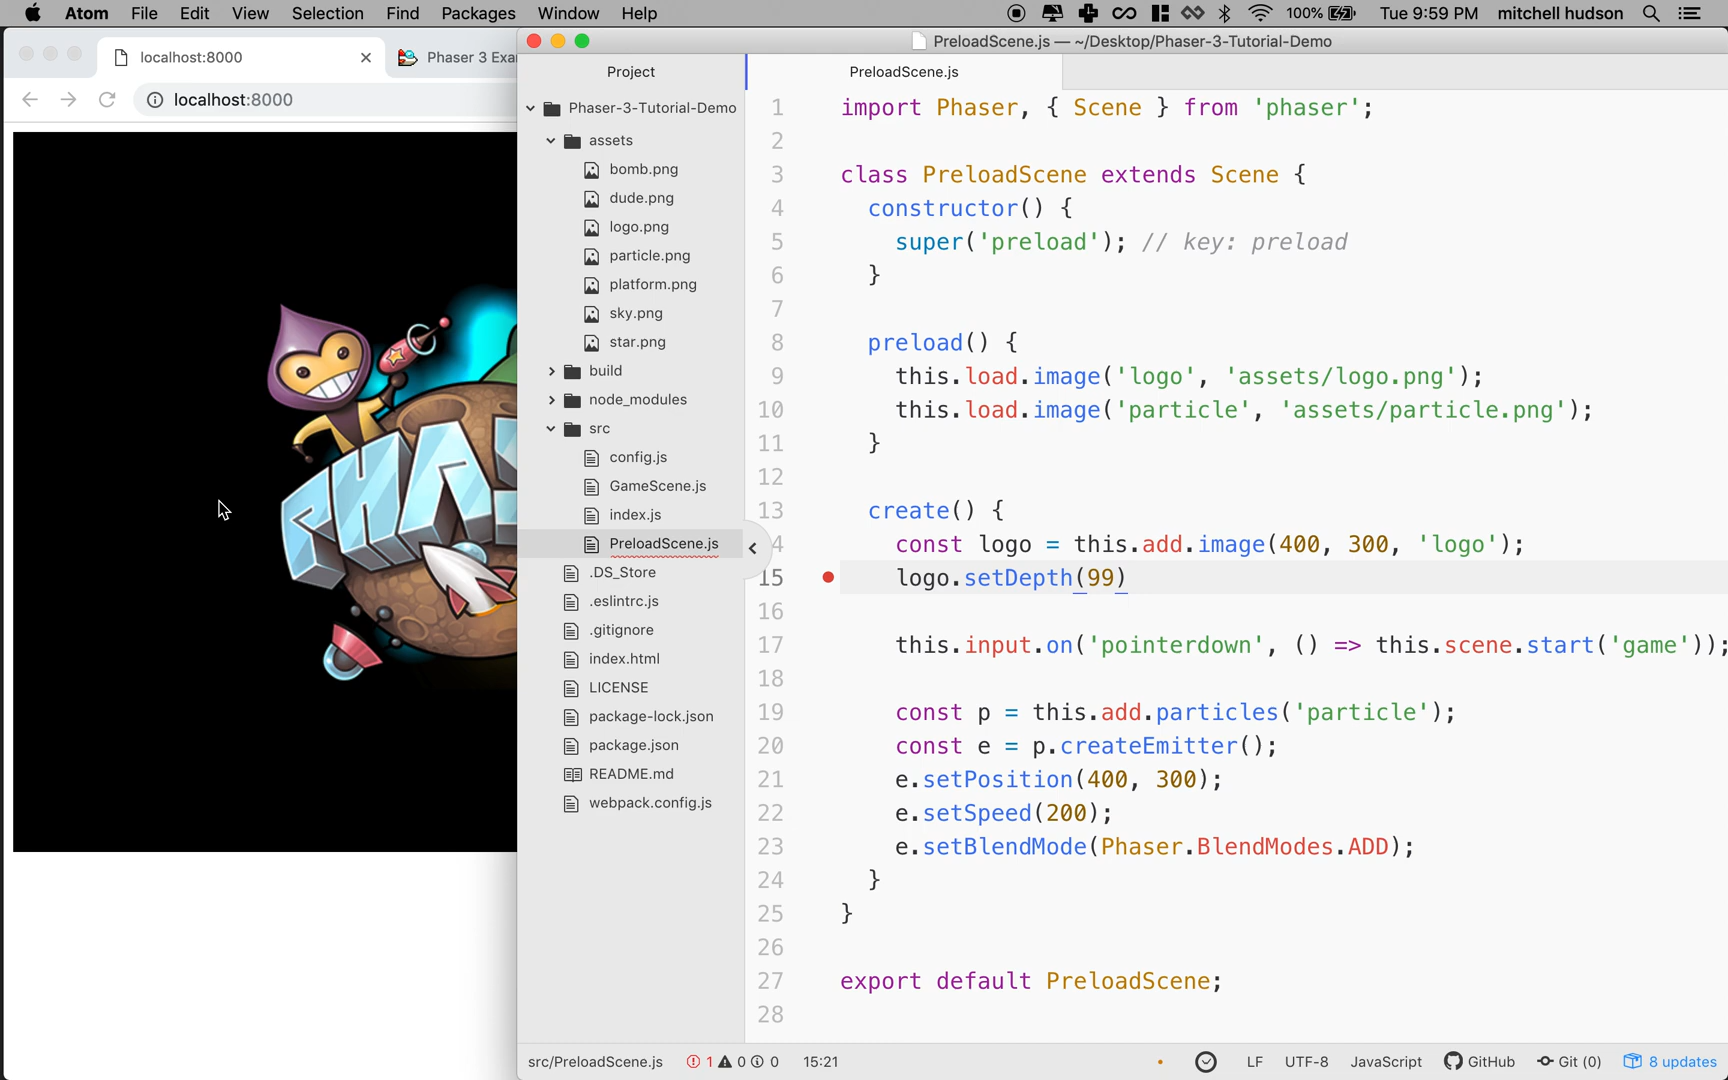 Atom File Edit View Selection Find Packages Window Help 100% Tue 9:59 PM mitchell hudson
localhost:8000 Phaser 3 Exa
localhost:8000
PHAS
PreloadScene.js — ~/Desktop/Phaser-3-Tutorial-Demo
Project
Phaser-3-Tutorial-Demo
assets
bomb.png
dude.png
logo.png
particle.png
platform.png
sky.png
star.png
build
node_modules
src
config.js
GameScene.js
index.js
PreloadScene.js
.DS_Store
.eslintrc.js
.gitignore
index.html
LICENSE
package-lock.json
package.json
README.md
webpack.config.js
PreloadScene.js
1 import Phaser, { Scene } from 'phaser';
2
3 class PreloadScene extends Scene {
4 constructor() {
5 super('preload'); // key: preload
6 }
7
8 preload() {
9 this.load.image('logo', 'assets/logo.png');
10 this.load.image('particle', 'assets/particle.png');
11 }
12
13 create() {
4 const logo = this.add.image(400, 300, 'logo');
15 logo.setDepth(99)
16
17 this.input.on('pointerdown', () => this.scene.start('game'));
18
19 const p = this.add.particles('particle');
20 const e = p.createEmitter();
21 e.setPosition(400, 300);
22 e.setSpeed(200);
23 e.setBlendMode(Phaser.BlendModes.ADD);
24 }
25 }
26
27 export default PreloadScene;
28
src/PreloadScene.js 1 0 0 15:21 LF UTF-8 JavaScript GitHub Git (0) 8 updates